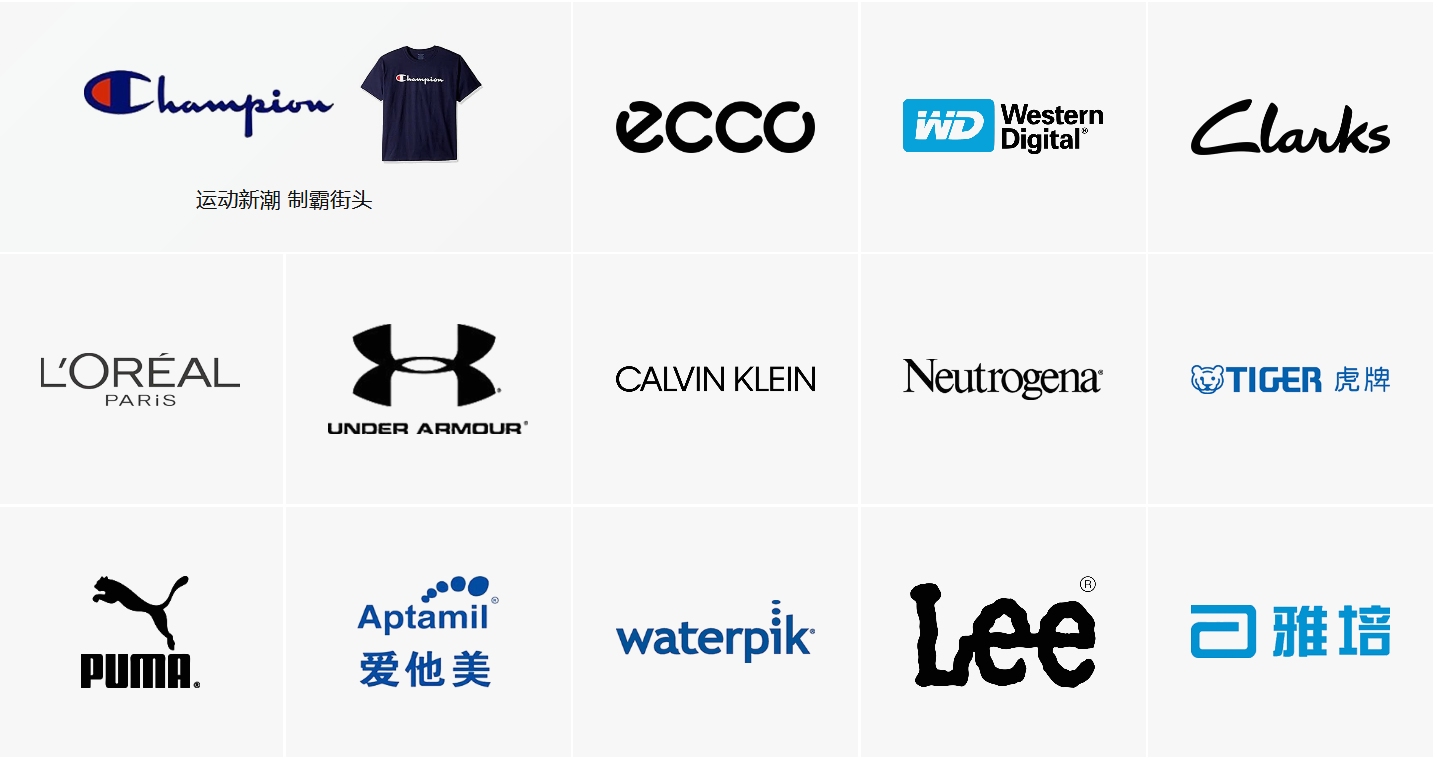 Champion
Champion
运动新潮 制霸街头
ecco
WD Western
Digital®
Clarks
L'ORÉAL
PARiS
UNDER ARMOUR®
CALVIN KLEIN
Neutrogena®
TIGER 虎牌
PUMA®
Aptamil®
爱他美
waterpik®
Lee®
雅培